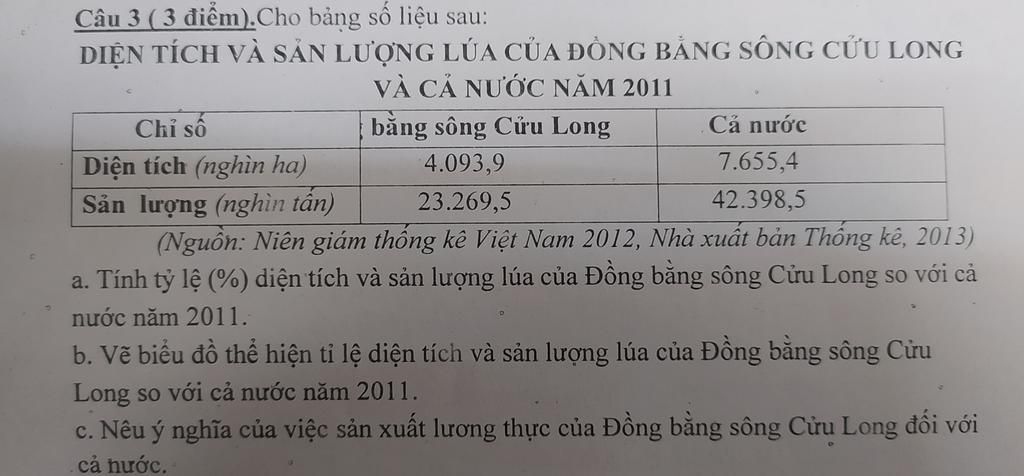 Câu 3 ( 3 điểm).Cho bảng số liệu sau:
DIỆN TÍCH VÀ SẢN LƯỢNG LÚA CỦA ĐỒNG BẰNG SÔNG CỬU LONG
VÀ CẢ NƯỚC NĂM 2011
Chỉ số bằng sông Cửu Long Cả nước
Diện tích (nghìn ha) 4.093,9 7.655,4
Sản lượng (nghìn tấn) 23.269,5 42.398,5
(Nguồn: Niên giám thống kê Việt Nam 2012, Nhà xuất bản Thống kê, 2013)
a. Tính tỷ lệ (%) diện tích và sản lượng lúa của Đồng bằng sông Cửu Long so với cả
nước năm 2011.
b. Vẽ biểu đồ thể hiện tỉ lệ diện tích và sản lượng lúa của Đồng bằng sông Cửu
Long so với cả nước năm 2011.
c. Nêu ý nghĩa của việc sản xuất lương thực của Đồng bằng sông Cửu Long đối với
cả nước.